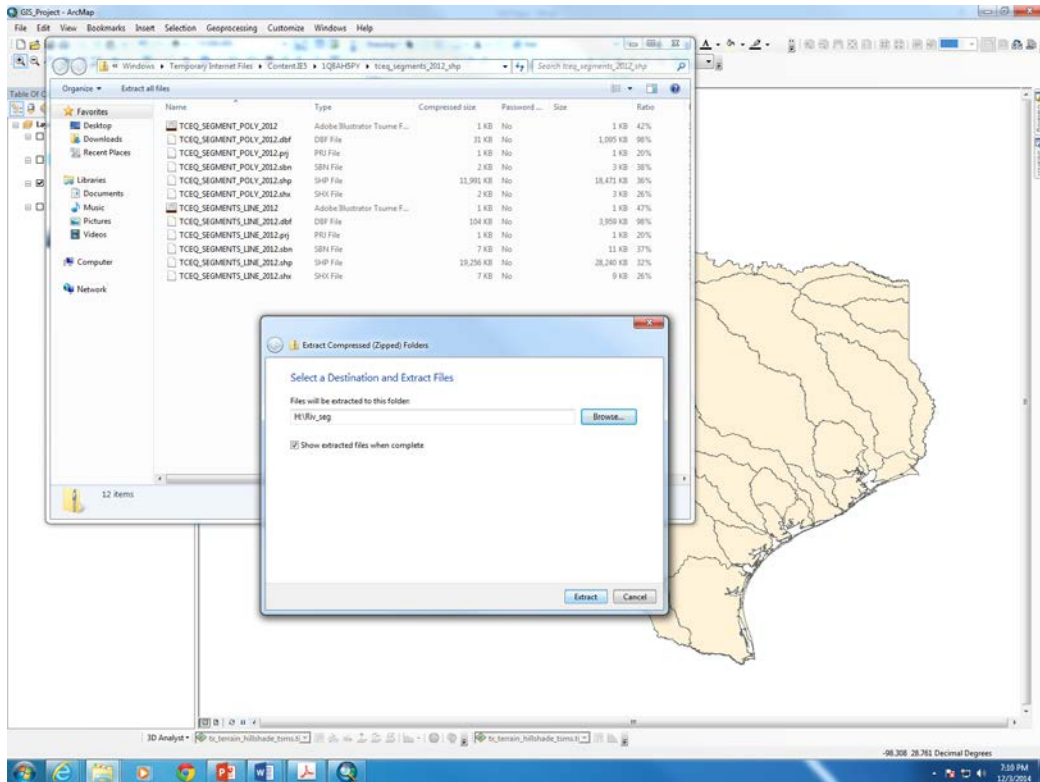 GIS_Project - ArcMap
File Edit View Bookmarks Insert Selection Geoprocessing Customize Windows Help
« Windows ▸ Temporary Internet Files ▸ Content.IE5 ▸ 1Q8AHSPY ▸ tceq_segments_2012_shp
Search tceq_segments_2012_shp
Organize Extract all files
Table Of C
Favorites
Desktop
Downloads
Recent Places
Libraries
Documents
Music
Pictures
Videos
Computer
Network
Name Type Compressed size Password ... Size Ratio
TCEQ_SEGMENT_POLY_2012 Adobe Illustrator Tsume F... 1 KB No 1 KB 42%
TCEQ_SEGMENT_POLY_2012.dbf DBF File 31 KB No 1,095 KB 98%
TCEQ_SEGMENT_POLY_2012.prj PRJ File 1 KB No 1 KB 20%
TCEQ_SEGMENT_POLY_2012.sbn SBN File 2 KB No 3 KB 38%
TCEQ_SEGMENT_POLY_2012.shp SHP File 11,991 KB No 18,471 KB 36%
TCEQ_SEGMENT_POLY_2012.shx SHX File 2 KB No 3 KB 26%
TCEQ_SEGMENTS_LINE_2012 Adobe Illustrator Tsume F... 1 KB No 1 KB 47%
TCEQ_SEGMENTS_LINE_2012.dbf DBF File 104 KB No 3,959 KB 98%
TCEQ_SEGMENTS_LINE_2012.prj PRJ File 1 KB No 1 KB 20%
TCEQ_SEGMENTS_LINE_2012.sbn SBN File 7 KB No 11 KB 37%
TCEQ_SEGMENTS_LINE_2012.shp SHP File 19,256 KB No 28,240 KB 32%
TCEQ_SEGMENTS_LINE_2012.shx SHX File 7 KB No 9 KB 26%
12 items
Extract Compressed (Zipped) Folders
Select a Destination and Extract Files
Files will be extracted to this folder:
H:\Riv_seg
Browse...
Show extracted files when complete
Extract Cancel
3D Analyst tx_terrain_hillshade_tsms.ti tx_terrain_hillshade_tsms.ti
-98.308 28.761 Decimal Degrees
7:10 PM
12/3/2014